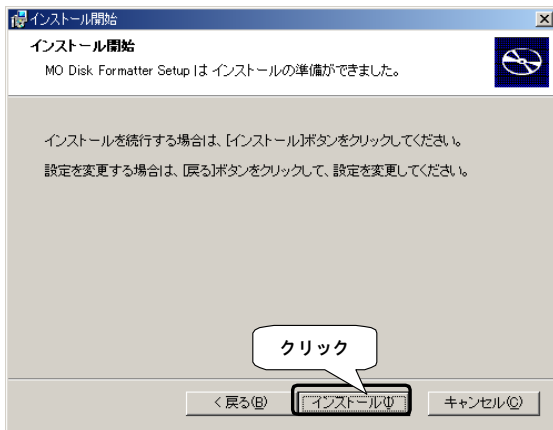 インストール開始
インストール開始
MO Disk Formatter Setup は インストールの準備ができました。
インストールを続行する場合は、[インストール]ボタンをクリックしてください。
設定を変更する場合は、[戻る]ボタンをクリックして、設定を変更してください。
クリック
< 戻る(B) インストール(I) キャンセル(C)